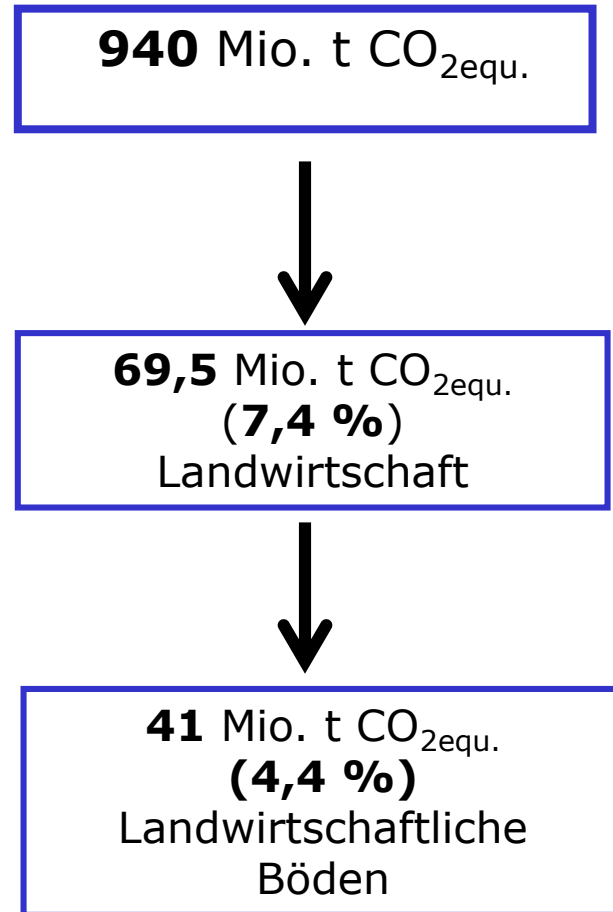 940 Mio. t CO2equ.
69,5 Mio. t CO2equ.
(7,4 %)
Landwirtschaft
41 Mio. t CO2equ.
(4,4 %)
Landwirtschaftliche
Böden